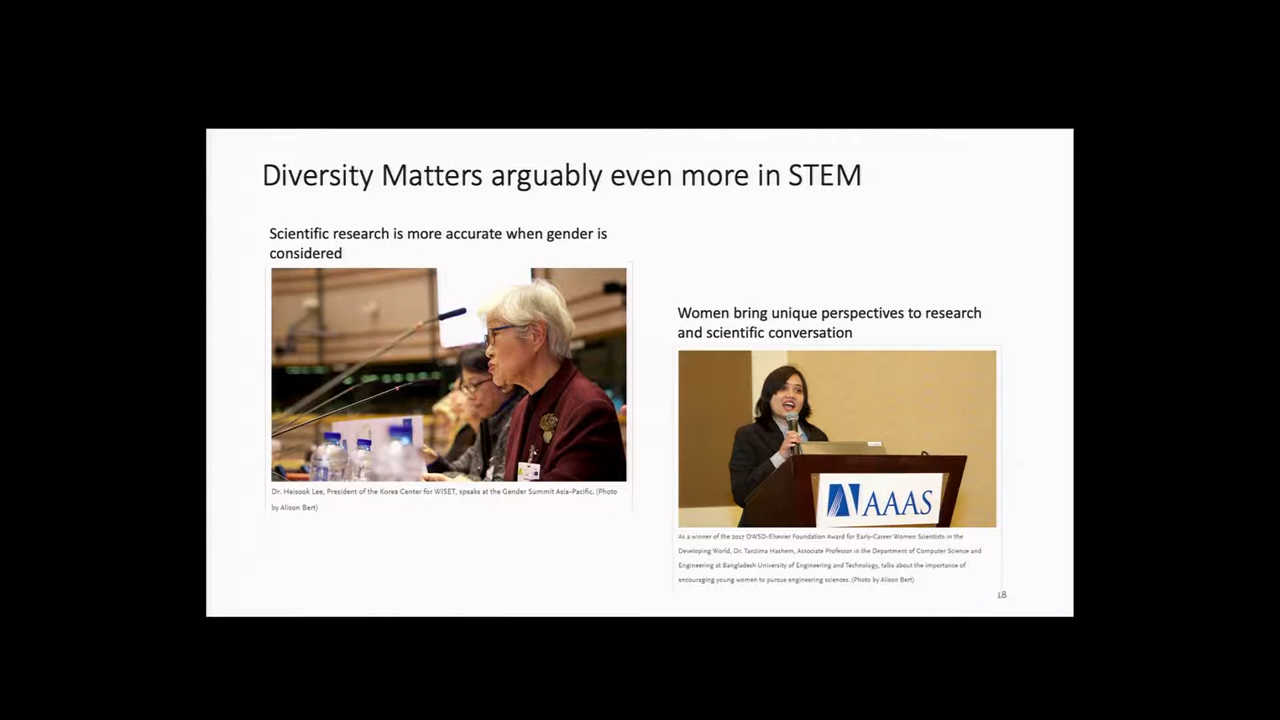 Diversity Matters arguably even more in STEM
Scientific research is more accurate when gender is
considered
Dr. Heisook Lee, President of the Korea Center for WISET, speaks at the Gender Summit Asia-Pacific. (Photo
by Alison Bert)
Women bring unique perspectives to research
and scientific conversation
AAAS
As a winner of the 2017 OWSD-Elsevier Foundation Award for Early-Career Women Scientists in the
Developing World, Dr. Tanzima Hashem, Associate Professor in the Department of Computer Science and
Engineering at Bangladesh University of Engineering and Technology, talks about the importance of
encouraging young women to pursue engineering sciences. (Photo by Alison Bert)
18